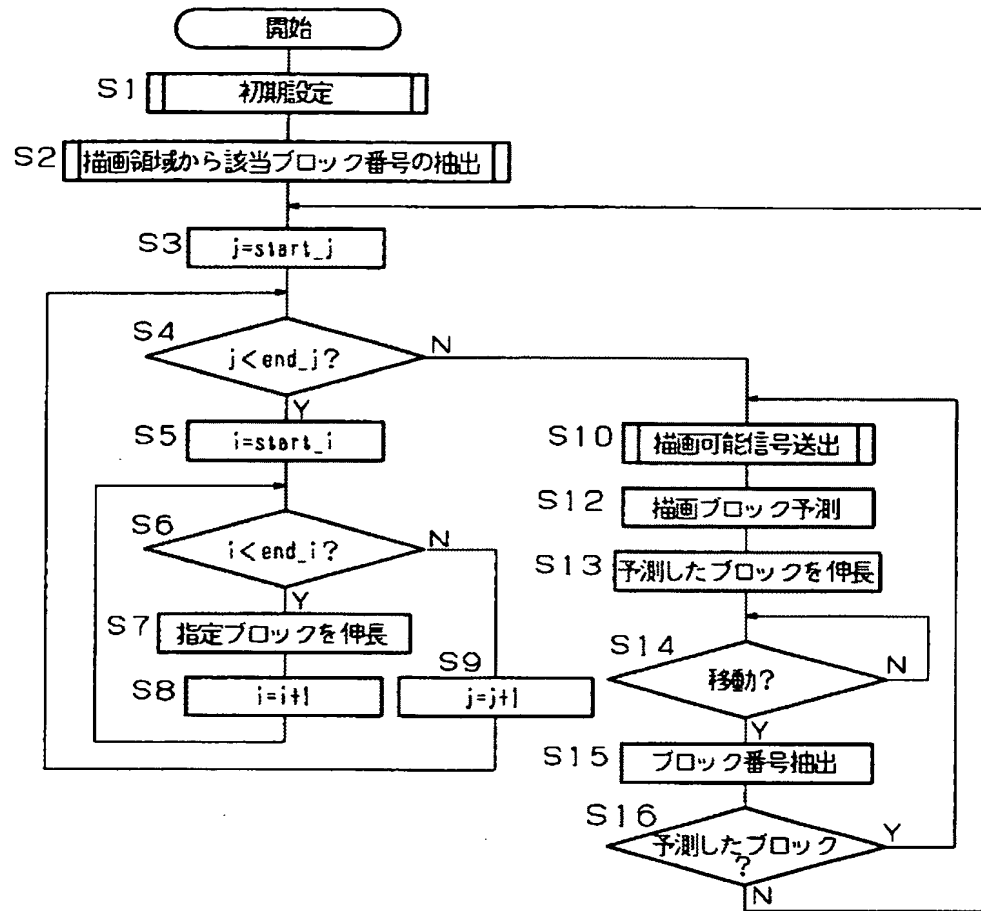 開始
S1
初期設定
S2
描画領域から該当ブロック番号の抽出
S3
j=start_j
S4
j<end_j?
N
Y
S5
i=start_i
S6
i<end_i?
N
Y
S7
指定ブロックを伸長
S8
i=i+1
S9
j=j+1
S10
描画可能信号送出
S12
描画ブロック予測
S13
予測したブロックを伸長
S14
移動?
N
Y
S15
ブロック番号抽出
S16
予測したブロック
?
Y
N